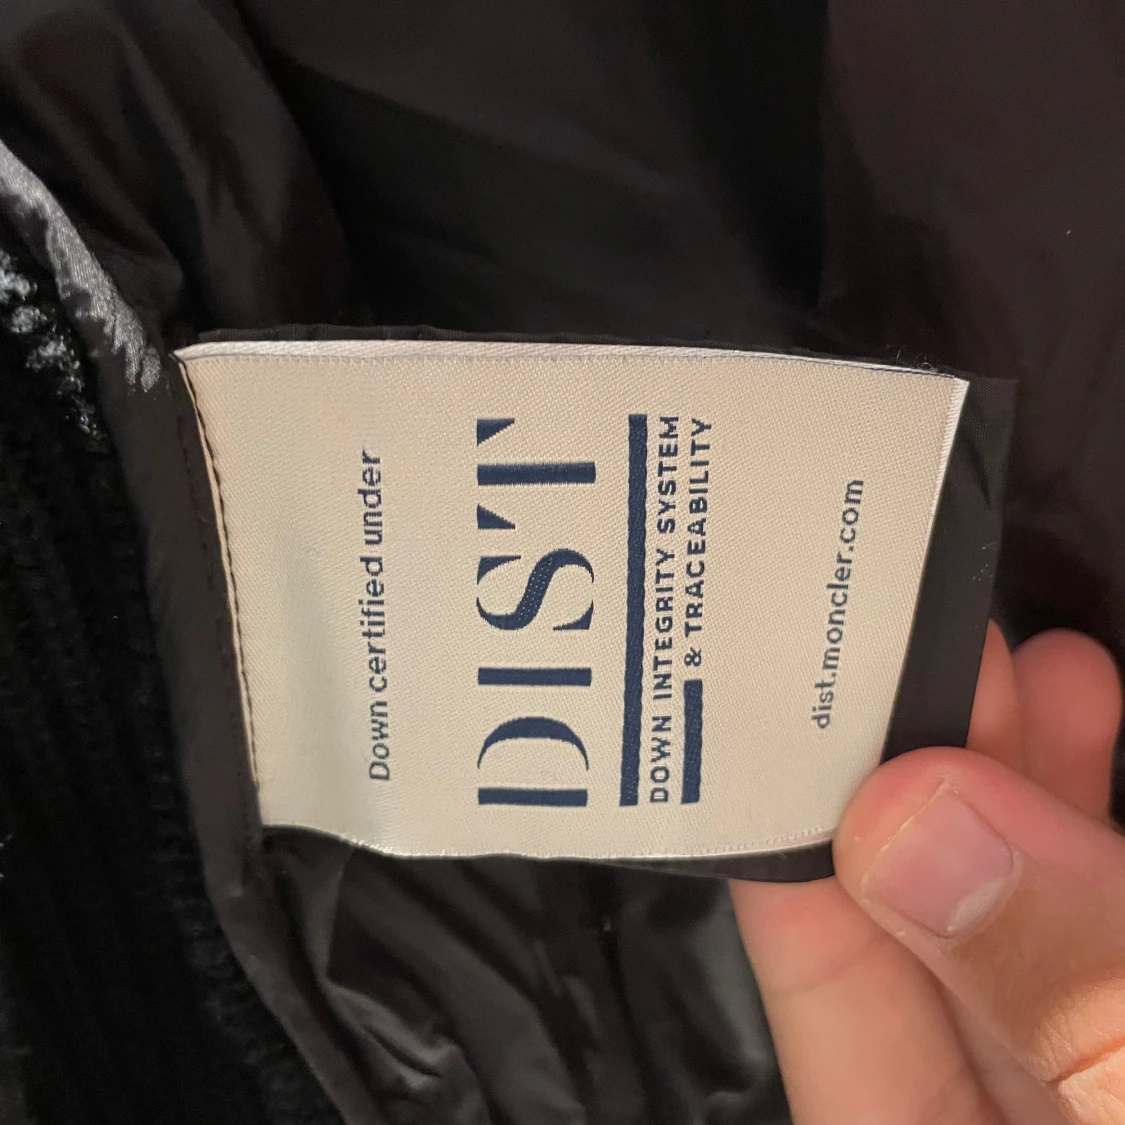 Down certified under
DIST
DOWN INTEGRITY SYSTEM
& TRACEABILITY
dist.moncler.com